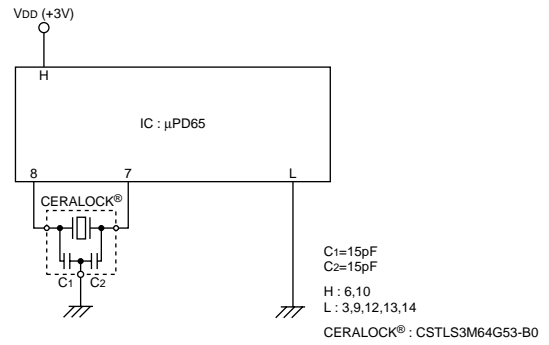 VDD (+3V)
H
IC : μPD65
8 7 L
CERALOCK®
C1 C2
C1=15pF
C2=15pF
H : 6,10
L : 3,9,12,13,14
CERALOCK® : CSTLS3M64G53-B0